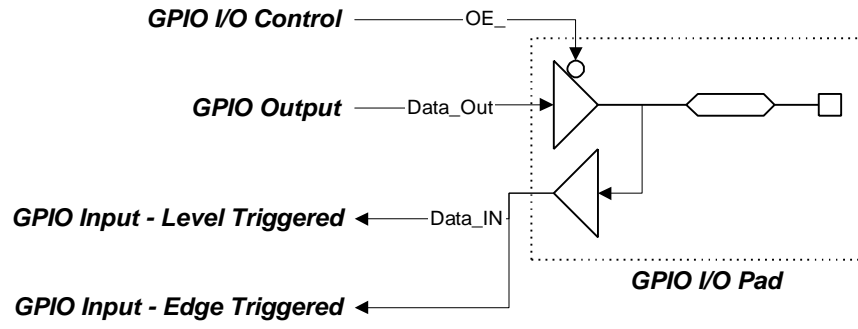 GPIO I/O Control
OE_
GPIO Output
Data_Out
GPIO Input - Level Triggered
Data_IN
GPIO Input - Edge Triggered
GPIO I/O Pad